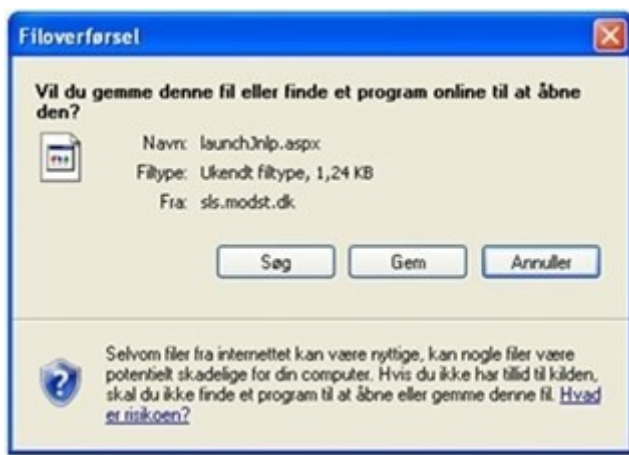 Filoverførsel
Vil du gemme denne fil eller finde et program online til at åbne
den?
Navn: launchJnlp.aspx
Filtype: Ukendt filtype, 1,24 KB
Fra: sls.modst.dk
Søg Gem Annuller
Selvom filer fra internettet kan være nyttige, kan nogle filer være
potentielt skadelige for din computer. Hvis du ikke har tillid til kilden,
skal du ikke finde et program til at åbne eller gemme denne fil. Hvad
er risikoen?